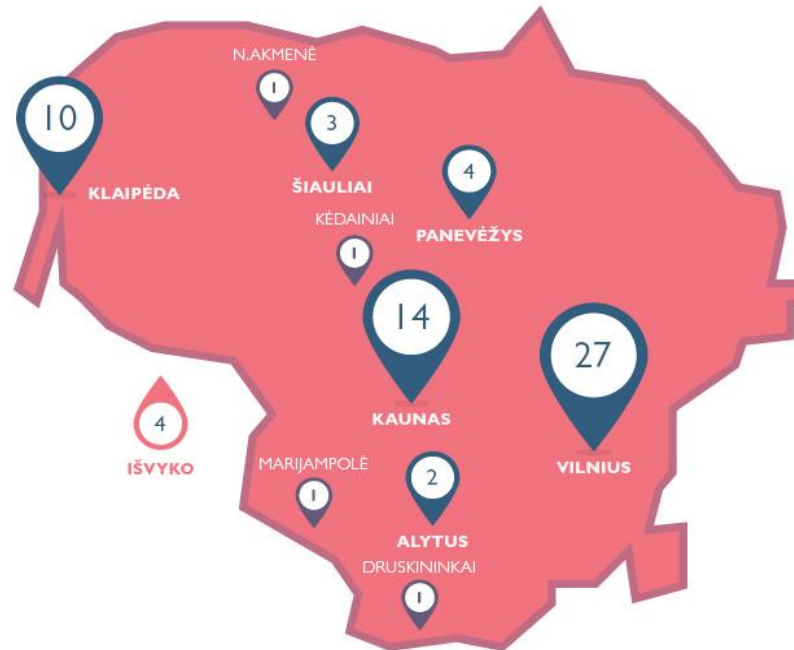 N.AKMENĖ
1
10
KLAIPĖDA
3
ŠIAULIAI
4
PANEVĖŽYS
KĖDAINIAI
1
14
KAUNAS
27
VILNIUS
4
IŠVYKO
MARIJAMPOLĖ
1
2
ALYTUS
DRUSKININKAI
1